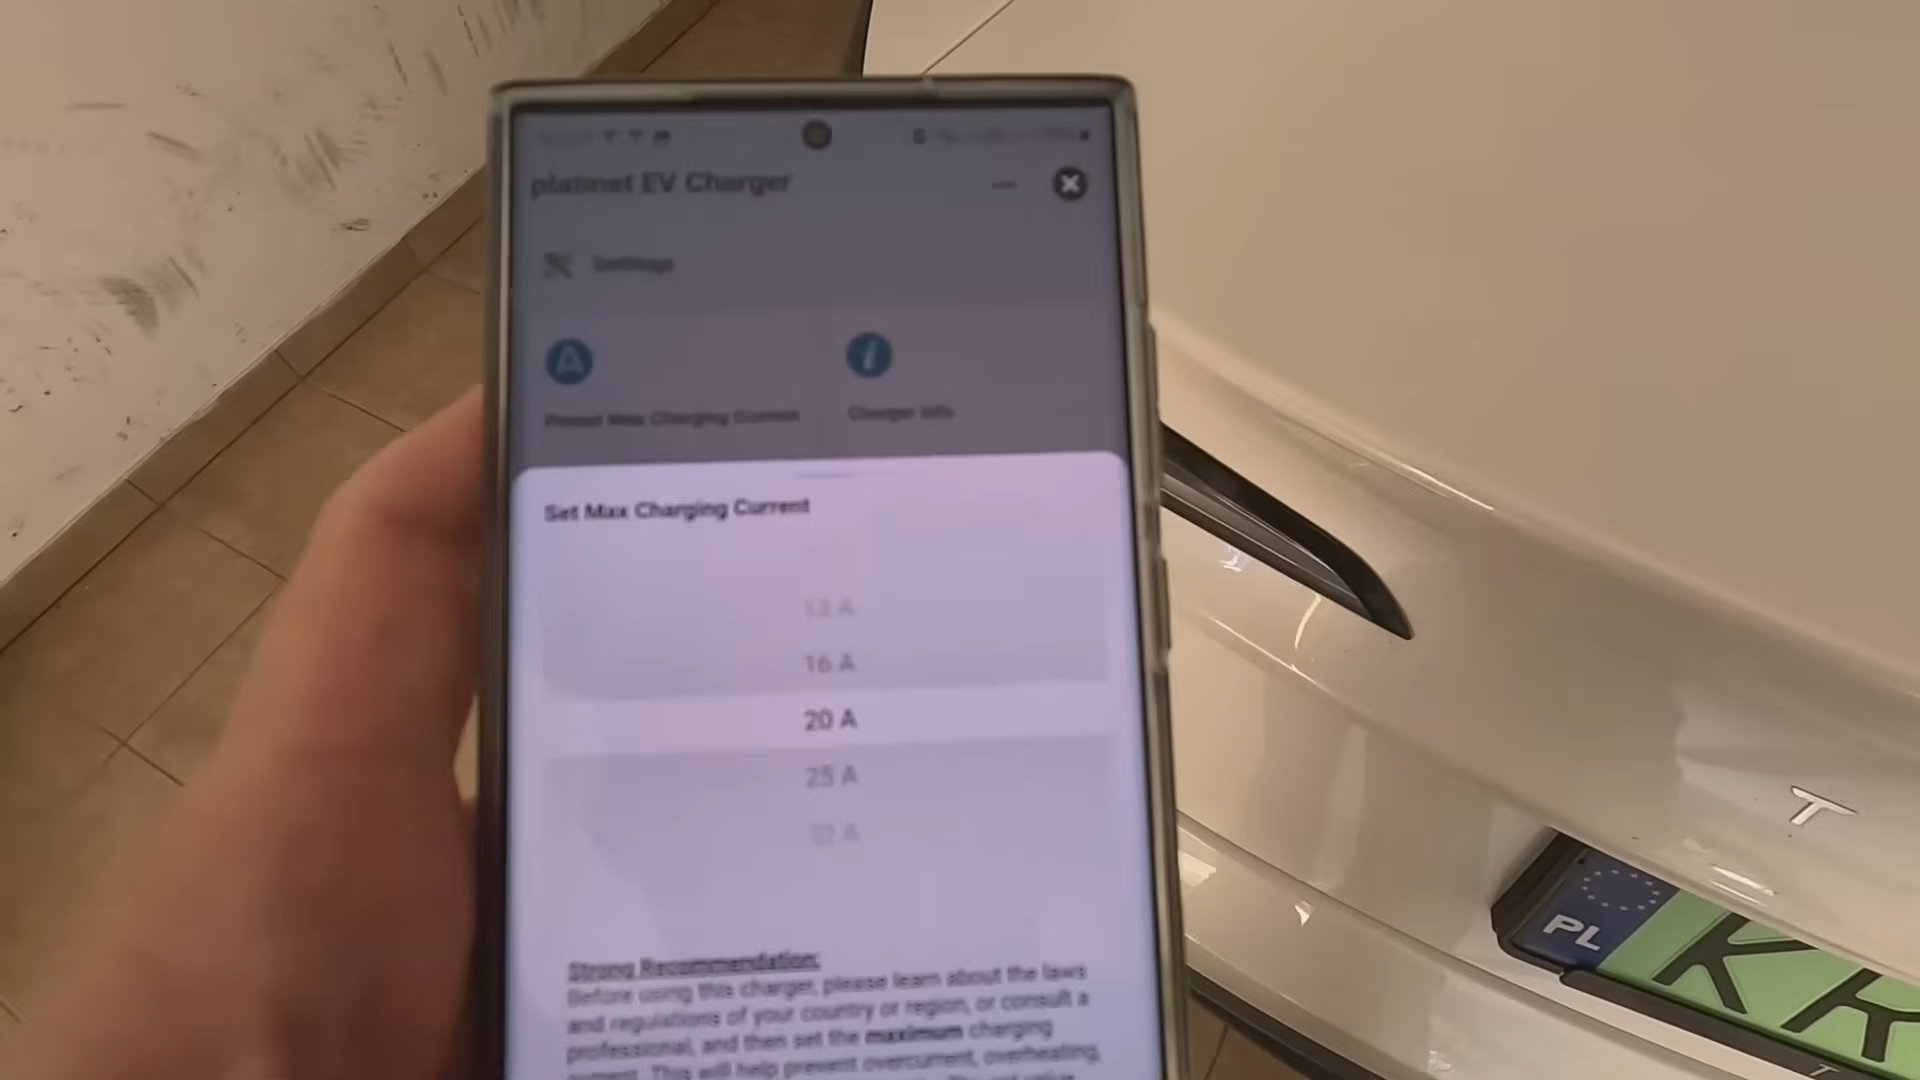 platinet EV Charger
Settings
A
i
Preset Max Charging Current
Charger Info
Set Max Charging Current
13 A
16 A
20 A
25 A
32 A
Strong Recommendation:
Before using this charger, please learn about the laws
and regulations of your country or region, or consult a
professional, and then set the maximum charging
current. This will help prevent overcurrent, overheating,
T
PL
KK
T